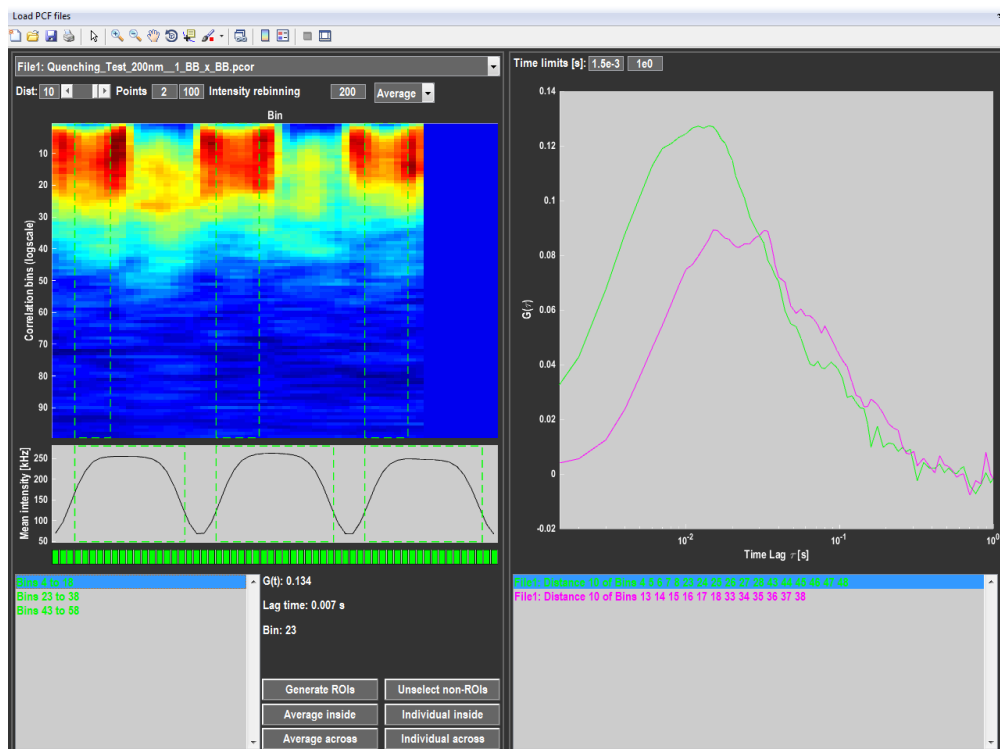 Load PCF files
File1: Quenching_Test_200nm__1_BB_x_BB.pcor
Dist: 10 Points 2 100 Intensity rebinning 200 Average
Bin
10
20
30
40
50
60
70
80
90
Correlation bins (logscale)
250
200
150
100
50
Mean intensity [kHz]
Bins 4 to 18
Bins 23 to 38
Bins 43 to 58
G(t): 0.134
Lag time: 0.007 s
Bin: 23
Generate ROIs Unselect non-ROIs
Average inside Individual inside
Average across Individual across
Time limits [s]: 1.5e-3 1e0
0.14
0.12
0.1
0.08
0.06
0.04
0.02
0
-0.02
G(τ)
10⁻² 10⁻¹ 10⁰
Time Lag τ [s]
File1: Distance 10 of Bins 4 5 6 7 8 23 24 25 26 27 28 43 44 45 46 47 48
File1: Distance 10 of Bins 13 14 15 16 17 18 33 34 35 36 37 38